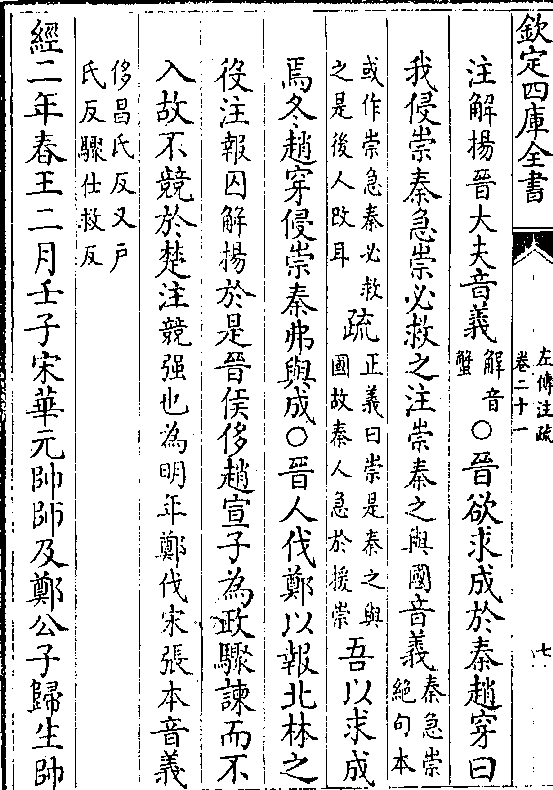 欽定四庫全書
左傳注疏
卷二十一
七
注解揚晉大夫音義解音蟹○晉欲求成於秦趙穿曰
我侵崇秦急崇必救之注崇秦之與國音義秦急崇絕句本
或作崇急秦必救之是後人改耳疏正義曰崇是秦之與國故秦人急於援崇吾以求成
焉冬趙穿侵崇秦弗與成○晉人伐鄭以報北林之
役注報囚解揚於是晉侯侈趙宣子為政驟諫而不
入故不競於楚注競强也為明年鄭伐宋張本音義
侈昌氏反又戸氏反驟仕救反
經二年春王二月壬子宋華元帥師及鄭公子歸生帥